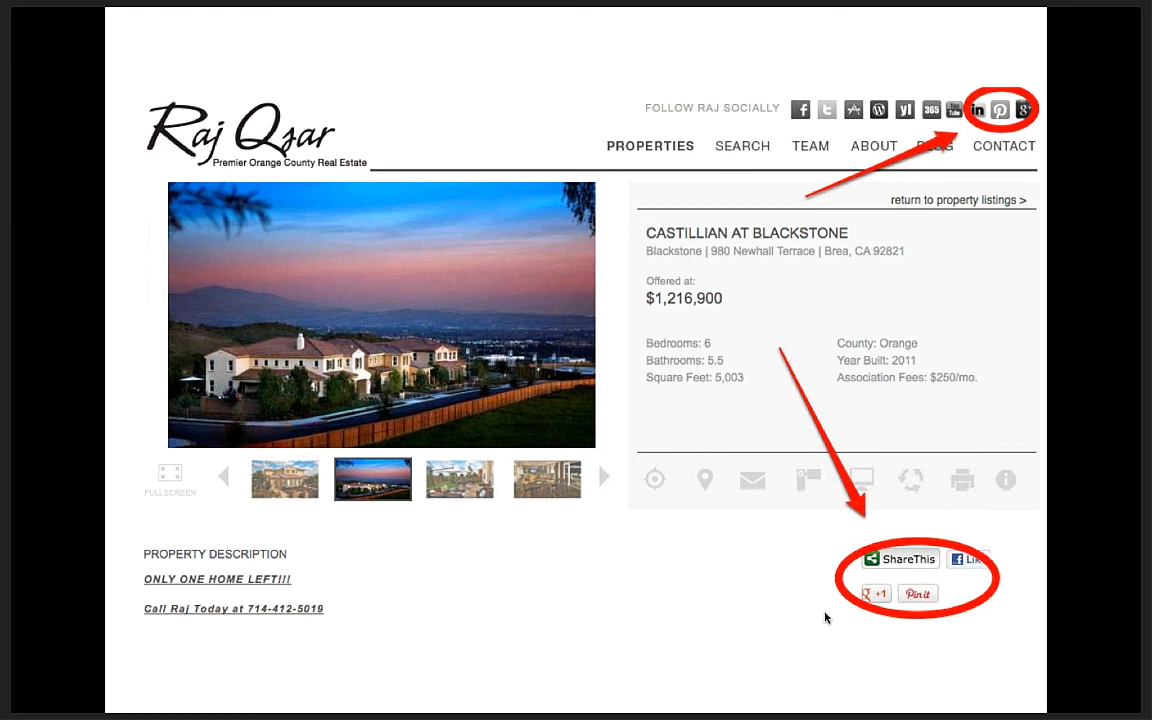 Raj Qsar
Premier Orange County Real Estate
FOLLOW RAJ SOCIALLY
PROPERTIES SEARCH TEAM ABOUT BLOG CONTACT
return to property listings >
CASTILLIAN AT BLACKSTONE
Blackstone | 980 Newhall Terrace | Brea, CA 92821
Offered at:
$1,216,900
Bedrooms: 6 County: Orange
Bathrooms: 5.5 Year Built: 2011
Square Feet: 5,003 Association Fees: $250/mo.
FULLSCREEN
PROPERTY DESCRIPTION
ONLY ONE HOME LEFT!!!
Call Raj Today at 714-412-5019
ShareThis
+1 Pin it